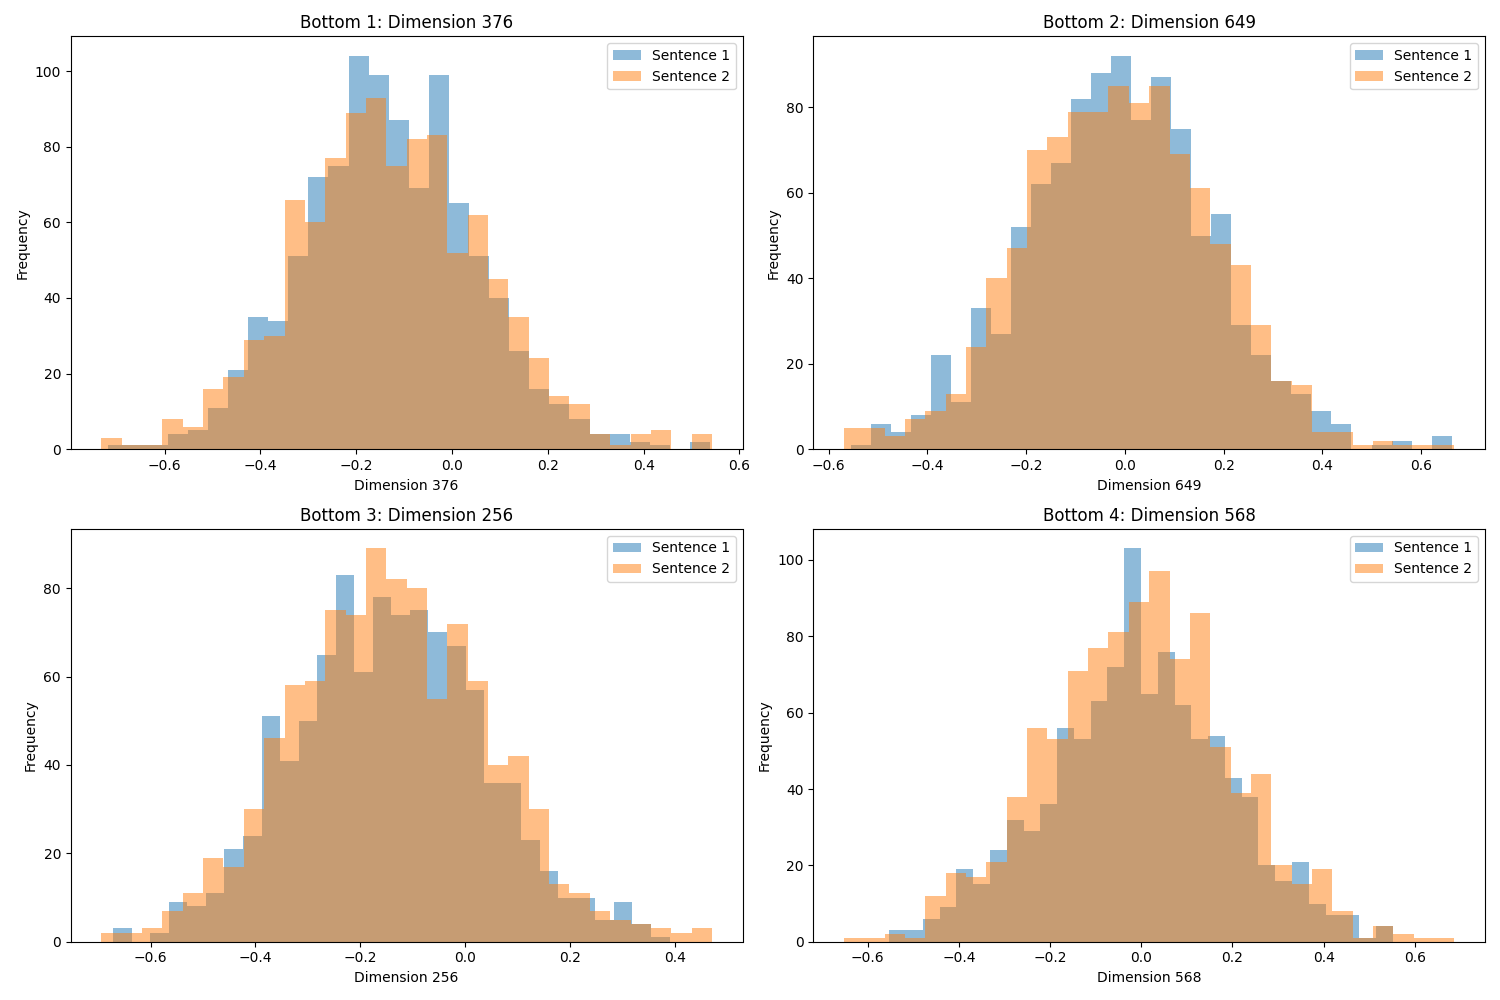 Bottom 1: Dimension 376
Sentence 1
Sentence 2
Frequency
100
80
60
40
20
0
−0.6 −0.4 −0.2 0.0 0.2 0.4 0.6
Dimension 376
Bottom 2: Dimension 649
Sentence 1
Sentence 2
Frequency
80
60
40
20
0
−0.6 −0.4 −0.2 0.0 0.2 0.4 0.6
Dimension 649
Bottom 3: Dimension 256
Sentence 1
Sentence 2
Frequency
80
60
40
20
0
−0.6 −0.4 −0.2 0.0 0.2 0.4
Dimension 256
Bottom 4: Dimension 568
Sentence 1
Sentence 2
Frequency
100
80
60
40
20
0
−0.6 −0.4 −0.2 0.0 0.2 0.4 0.6
Dimension 568